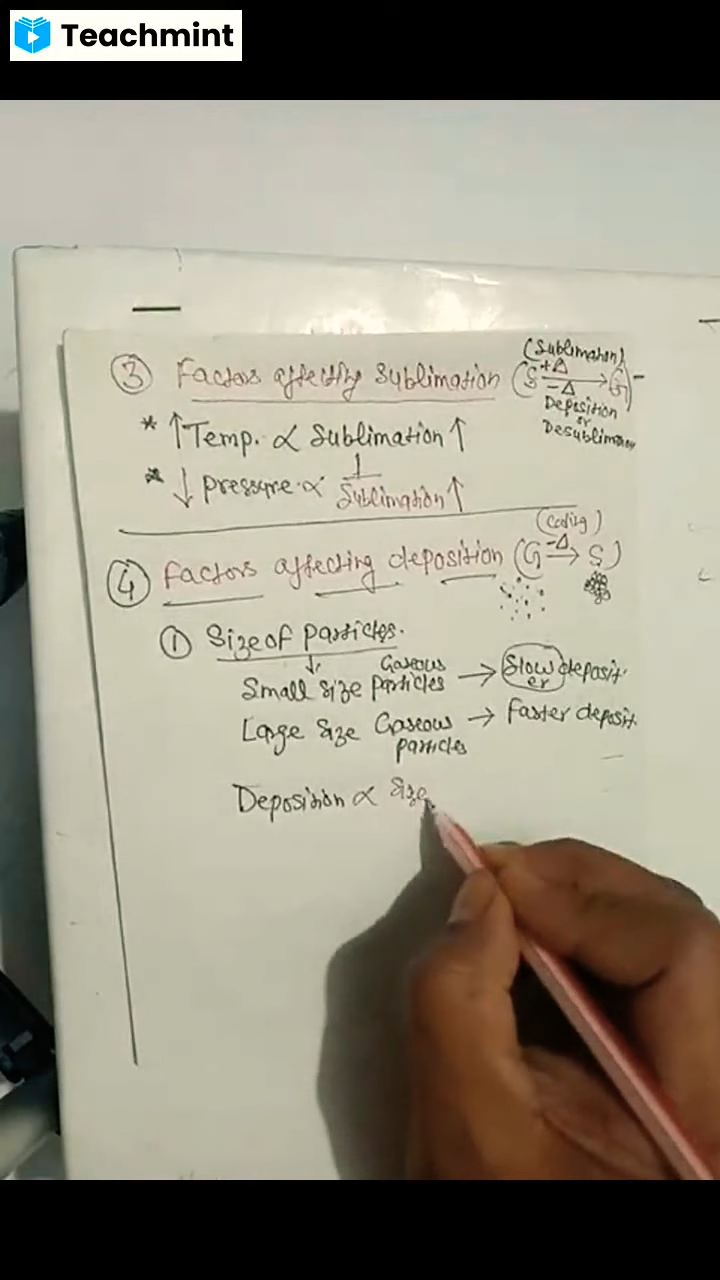 Teachmint
③ Factors affecting Sublimation (S +Δ → G)
(Sublimation)
-Δ
Deposition
or
Desublimation
* ↑Temp. ∝ Sublimation ↑
* ↓ pressure ∝ 1
Sublimation ↑
(Cooling)
④ Factors affecting deposition (G -Δ → S)
① Size of particles.
↓
Small size Gaseous particles → Slower deposit.
Large Size Gaseous → Faster deposit.
particles
Deposition ∝ Size